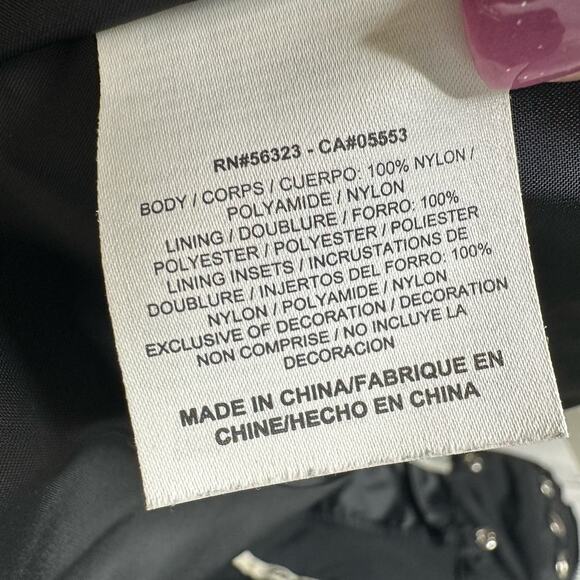 RN#56323 - CA#05553
BODY / CORPS / CUERPO: 100% NYLON /
POLYAMIDE / NYLON
LINING / DOUBLURE / FORRO: 100%
POLYESTER / POLYESTER / POLIESTER
LINING INSETS / INCRUSTATIONS DE
DOUBLURE / INJERTOS DEL FORRO: 100%
NYLON / POLYAMIDE / NYLON
EXCLUSIVE OF DECORATION / DECORATION
NON COMPRISE / NO INCLUYE LA
DECORACION
MADE IN CHINA/FABRIQUE EN
CHINE/HECHO EN CHINA